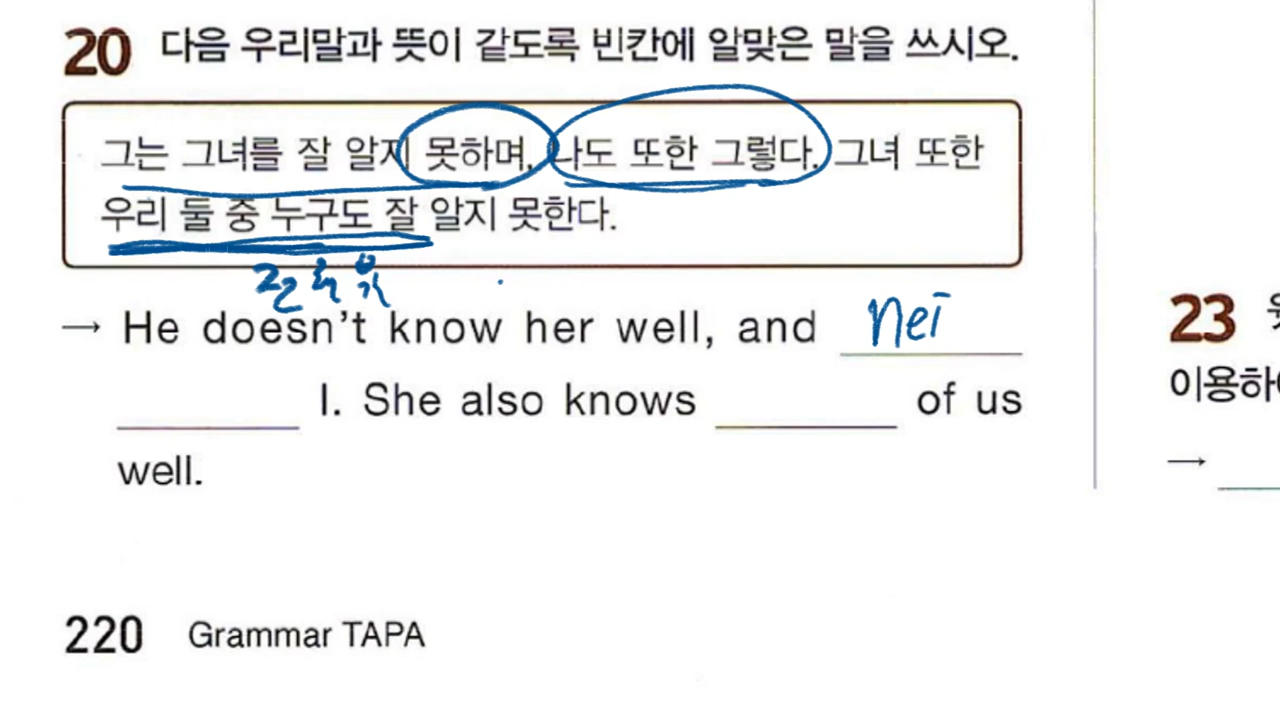 20 다음 우리말과 뜻이 같도록 빈칸에 알맞은 말을 쓰시오.
그는 그녀를 잘 알지 못하며, 나도 또한 그렇다. 그녀 또한
우리 둘 중 누구도 잘 알지 못한다.
→ He doesn't know her well, and nei
I. She also knows of us
well.
220 Grammar TAPA
23
이용하
→